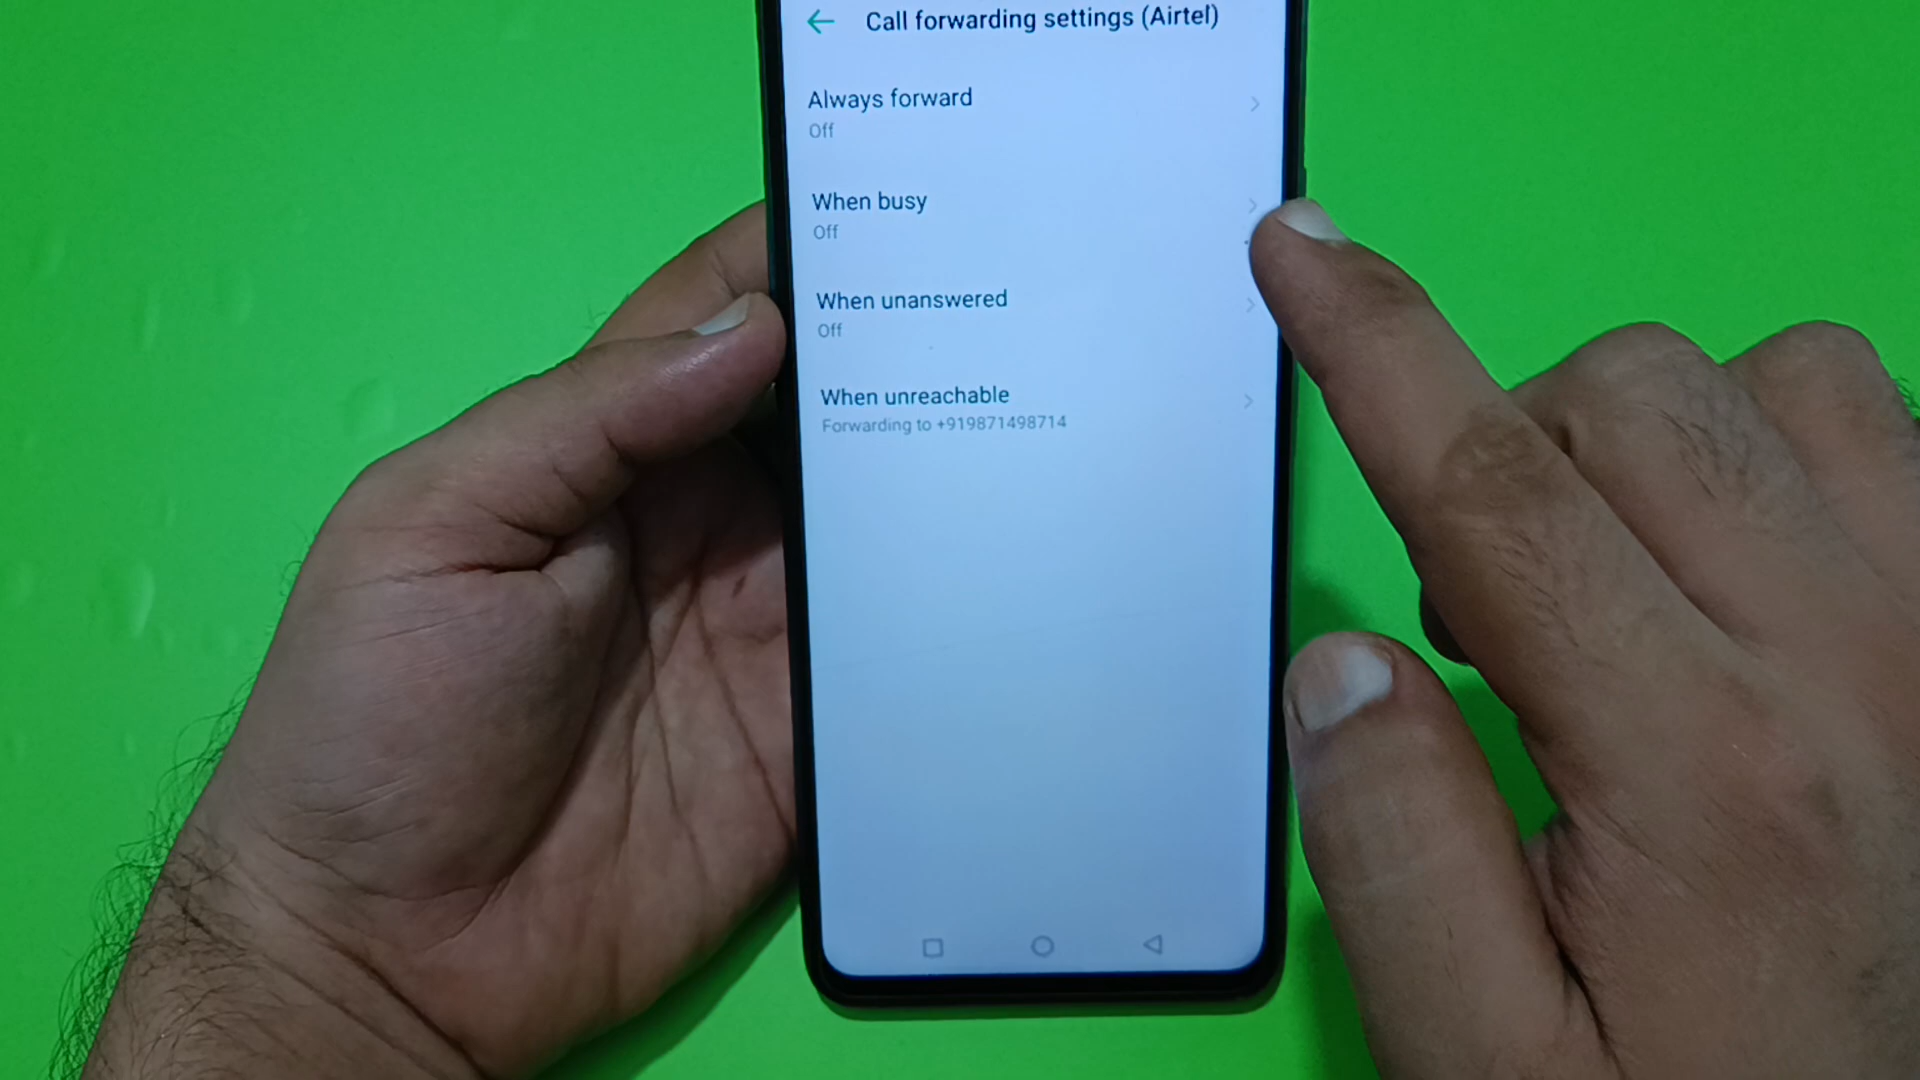 Call forwarding settings (Airtel)
Always forward
Off
When busy
Off
When unanswered
Off
When unreachable
Forwarding to +919871498714